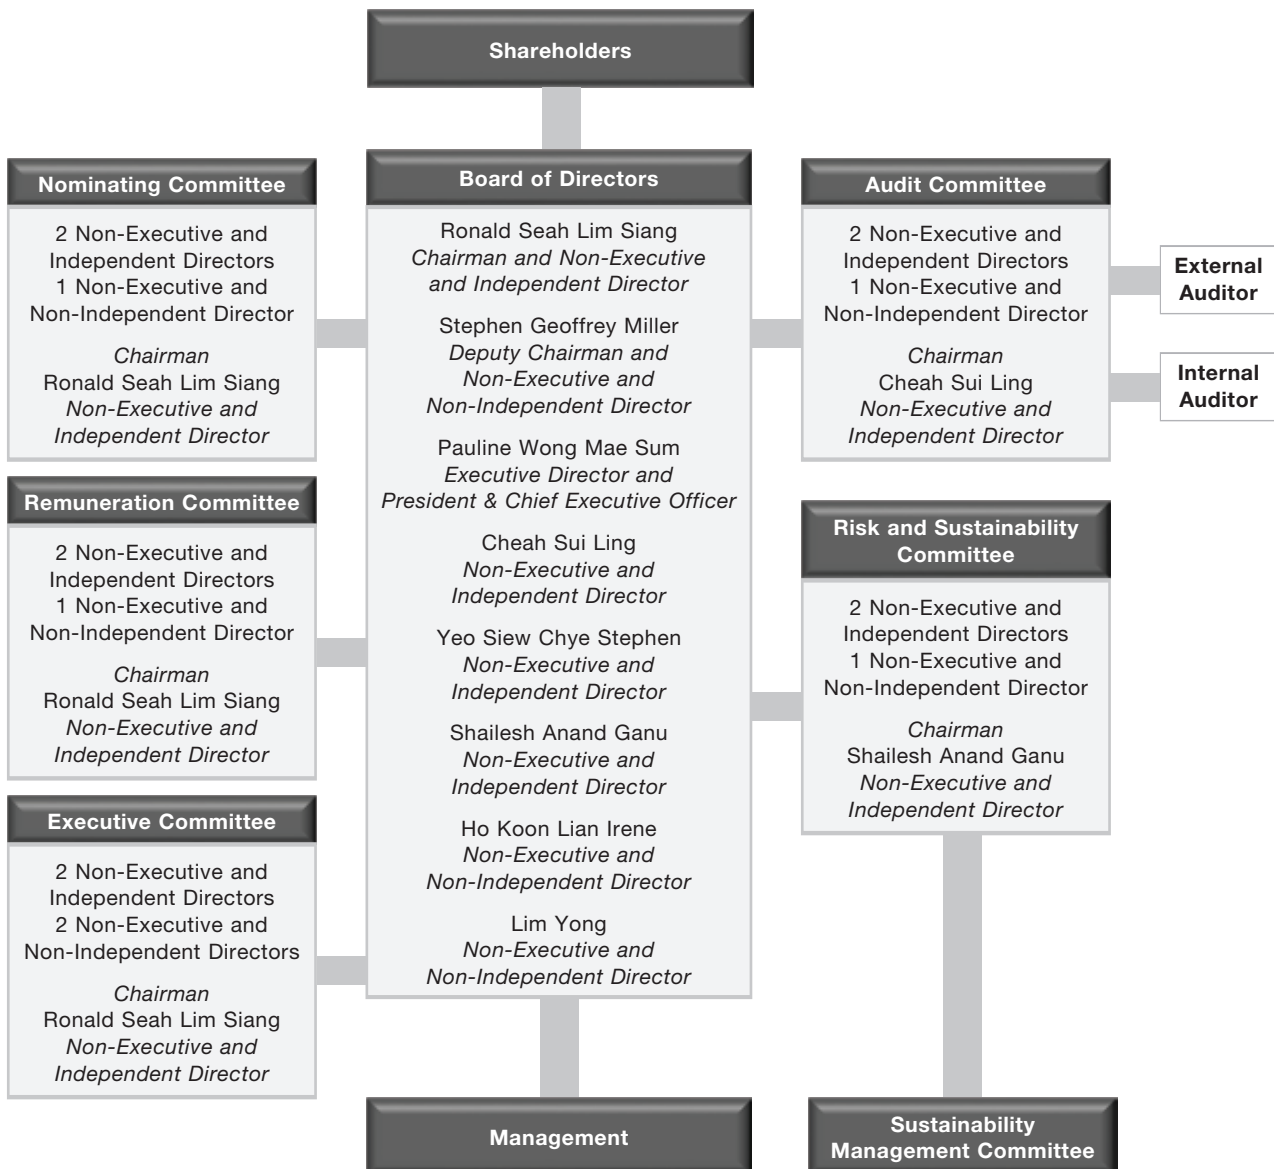 Shareholders
Nominating Committee
2 Non-Executive and
Independent Directors
1 Non-Executive and
Non-Independent Director
Chairman
Ronald Seah Lim Siang
Non-Executive and
Independent Director
Remuneration Committee
2 Non-Executive and
Independent Directors
1 Non-Executive and
Non-Independent Director
Chairman
Ronald Seah Lim Siang
Non-Executive and
Independent Director
Executive Committee
2 Non-Executive and
Independent Directors
2 Non-Executive and
Non-Independent Directors
Chairman
Ronald Seah Lim Siang
Non-Executive and
Independent Director
Board of Directors
Ronald Seah Lim Siang
Chairman and Non-Executive
and Independent Director
Stephen Geoffrey Miller
Deputy Chairman and
Non-Executive and
Non-Independent Director
Pauline Wong Mae Sum
Executive Director and
President & Chief Executive Officer
Cheah Sui Ling
Non-Executive and
Independent Director
Yeo Siew Chye Stephen
Non-Executive and
Independent Director
Shailesh Anand Ganu
Non-Executive and
Independent Director
Ho Koon Lian Irene
Non-Executive and
Non-Independent Director
Lim Yong
Non-Executive and
Non-Independent Director
Management
Audit Committee
2 Non-Executive and
Independent Directors
1 Non-Executive and
Non-Independent Director
Chairman
Cheah Sui Ling
Non-Executive and
Independent Director
External
Auditor
Internal
Auditor
Risk and Sustainability
Committee
2 Non-Executive and
Independent Directors
1 Non-Executive and
Non-Independent Director
Chairman
Shailesh Anand Ganu
Non-Executive and
Independent Director
Sustainability
Management Committee